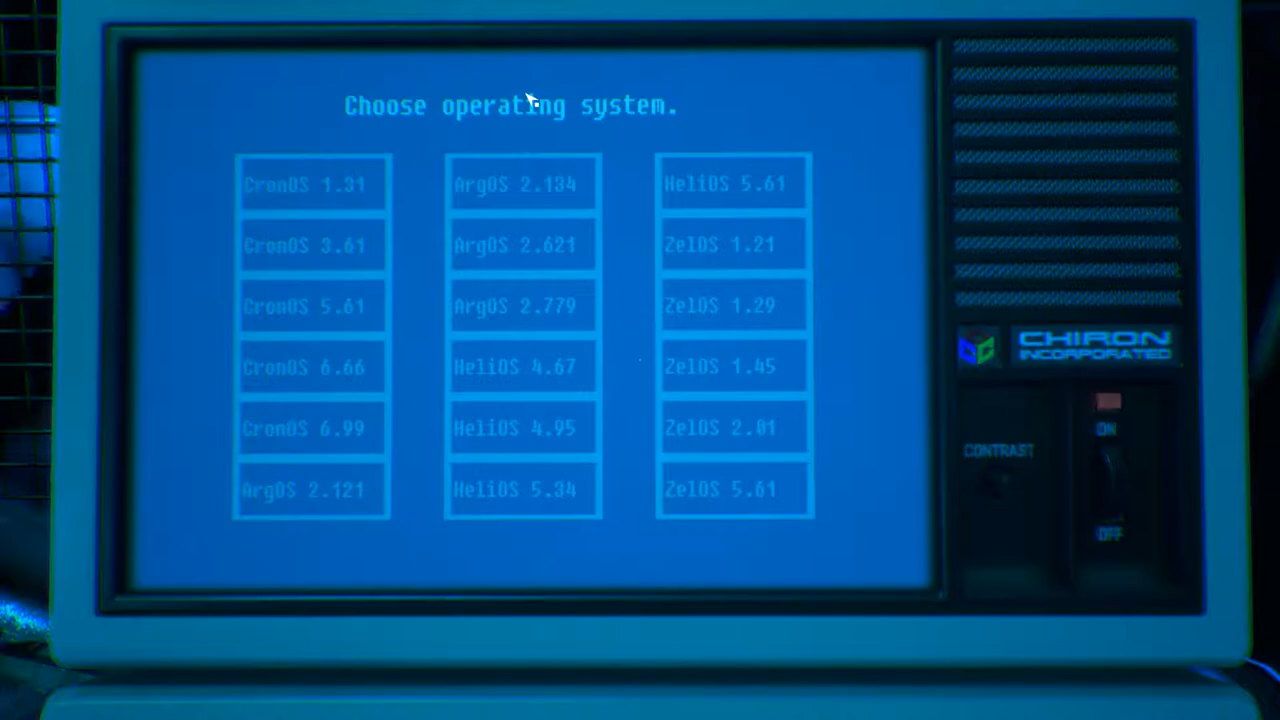 Choose operating system.
CronOS 1.31
CronOS 3.61
CronOS 5.61
CronOS 6.66
CronOS 6.99
ArgOS 2.121
ArgOS 2.134
ArgOS 2.621
ArgOS 2.779
HeliOS 4.67
HeliOS 4.95
HeliOS 5.34
HeliOS 5.61
ZelOS 1.21
ZelOS 1.29
ZelOS 1.45
ZelOS 2.01
ZelOS 5.61
CHIRON
INCORPORATED
ON
CONTRAST
OFF